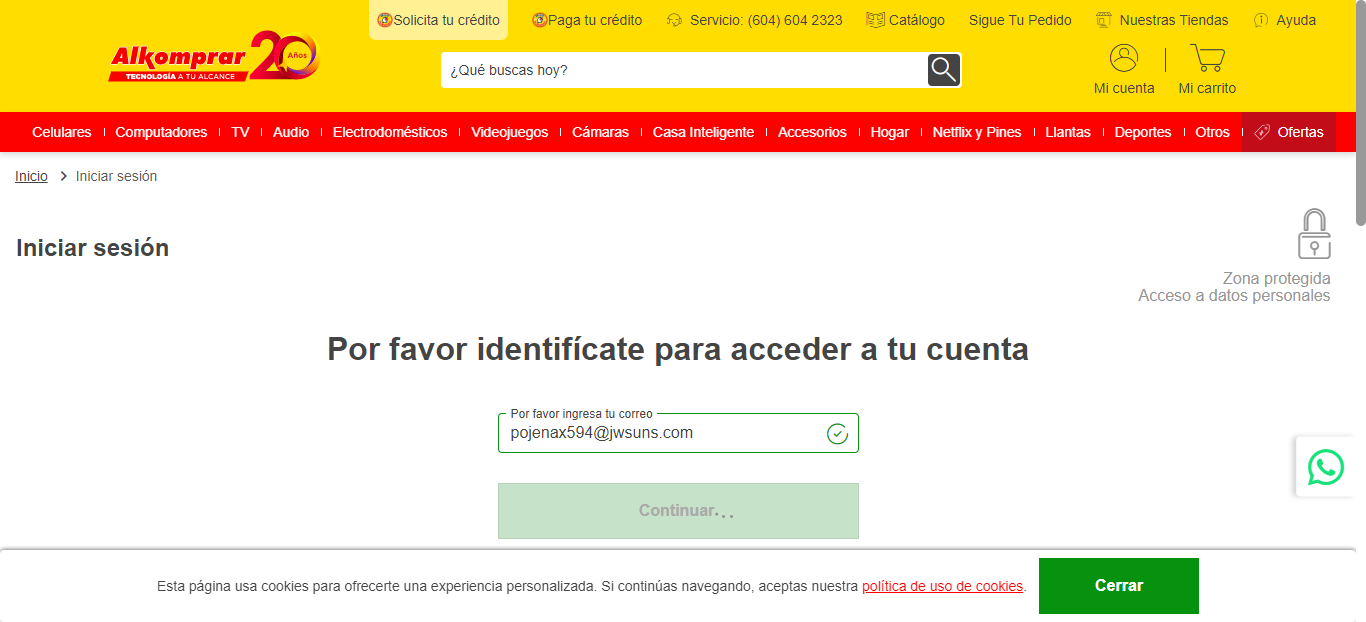 Solicita tu crédito
Paga tu crédito
Servicio: (604) 604 2323
Catálogo
Sigue Tu Pedido
Nuestras Tiendas
Ayuda
Alkomprar 20 Años
TECNOLOGÍA A TU ALCANCE
¿Qué buscas hoy?
Mi cuenta
Mi carrito
Celulares
Computadores
TV
Audio
Electrodomésticos
Videojuegos
Cámaras
Casa Inteligente
Accesorios
Hogar
Netflix y Pines
Llantas
Deportes
Otros
Ofertas
Inicio > Iniciar sesión
Iniciar sesión
Zona protegida
Acceso a datos personales
Por favor identifícate para acceder a tu cuenta
Por favor ingresa tu correo
pojenax594@jwsuns.com
Continuar...
Esta página usa cookies para ofrecerte una experiencia personalizada. Si continúas navegando, aceptas nuestra política de uso de cookies.
Cerrar